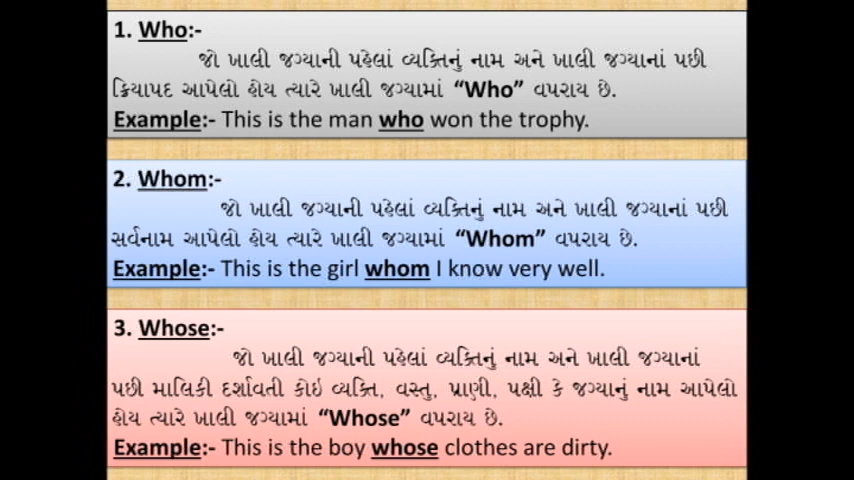 1. Who:-
જો ખાલી જગ્યાની પહેલાં વ્યક્તિનું નામ અને ખાલી જગ્યાનાં પછી
ક્રિયાપદ આપેલો હોય ત્યારે ખાલી જગ્યામાં “Who” વપરાય છે.
Example:- This is the man who won the trophy.
2. Whom:-
જો ખાલી જગ્યાની પહેલાં વ્યક્તિનું નામ અને ખાલી જગ્યાનાં પછી
સર્વનામ આપેલો હોય ત્યારે ખાલી જગ્યામાં “Whom” વપરાય છે.
Example:- This is the girl whom I know very well.
3. Whose:-
જો ખાલી જગ્યાની પહેલાં વ્યક્તિનું નામ અને ખાલી જગ્યાનાં
પછી માલિકી દર્શાવતી કોઇ વ્યક્તિ, વસ્તુ, પ્રાણી, પક્ષી કે જગ્યાનું નામ આપેલો
હોય ત્યારે ખાલી જગ્યામાં “Whose” વપરાય છે.
Example:- This is the boy whose clothes are dirty.